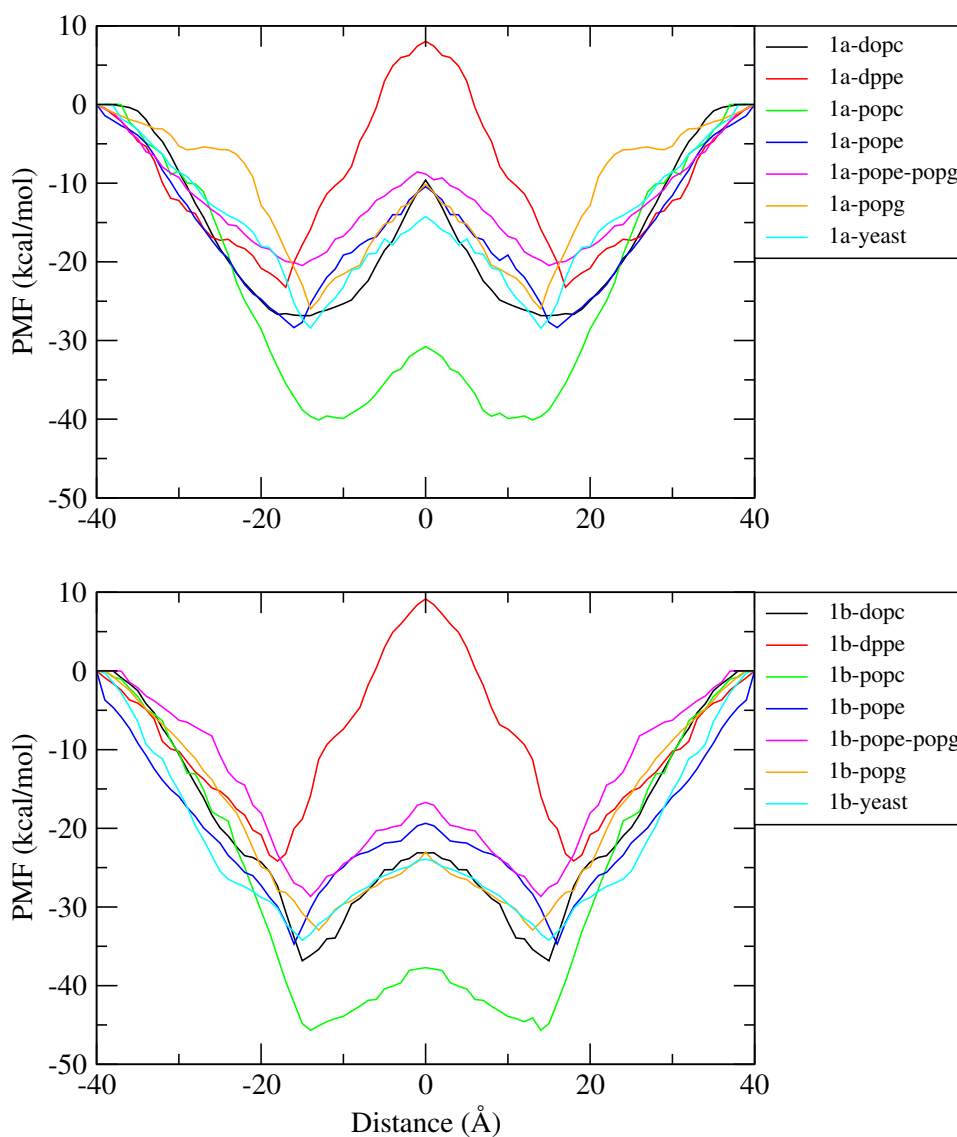 10
0
-10
-20
-30
-40
-50
PMF (kcal/mol)
-40
-20
0
20
40
1a-dopc
1a-dppe
1a-popc
1a-pope
1a-pope-popg
1a-popg
1a-yeast
10
0
-10
-20
-30
-40
-50
PMF (kcal/mol)
-40
-20
0
20
40
Distance (Å)
1b-dopc
1b-dppe
1b-popc
1b-pope
1b-pope-popg
1b-popg
1b-yeast